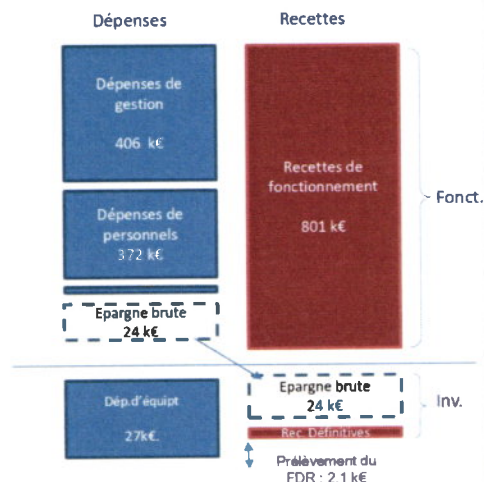 Dépenses
Recettes
Dépenses de
gestion
406 k€
Dépenses de
personnels
372 k€
Epargne brute
24 k€
Recettes de
fonctionnement
801 k€
Fonct.
Dép.d'équipt
27k€.
Epargne brute
24 k€
Rec. Définitives
Inv.
Prélèvement du
FDR : 2.1 k€